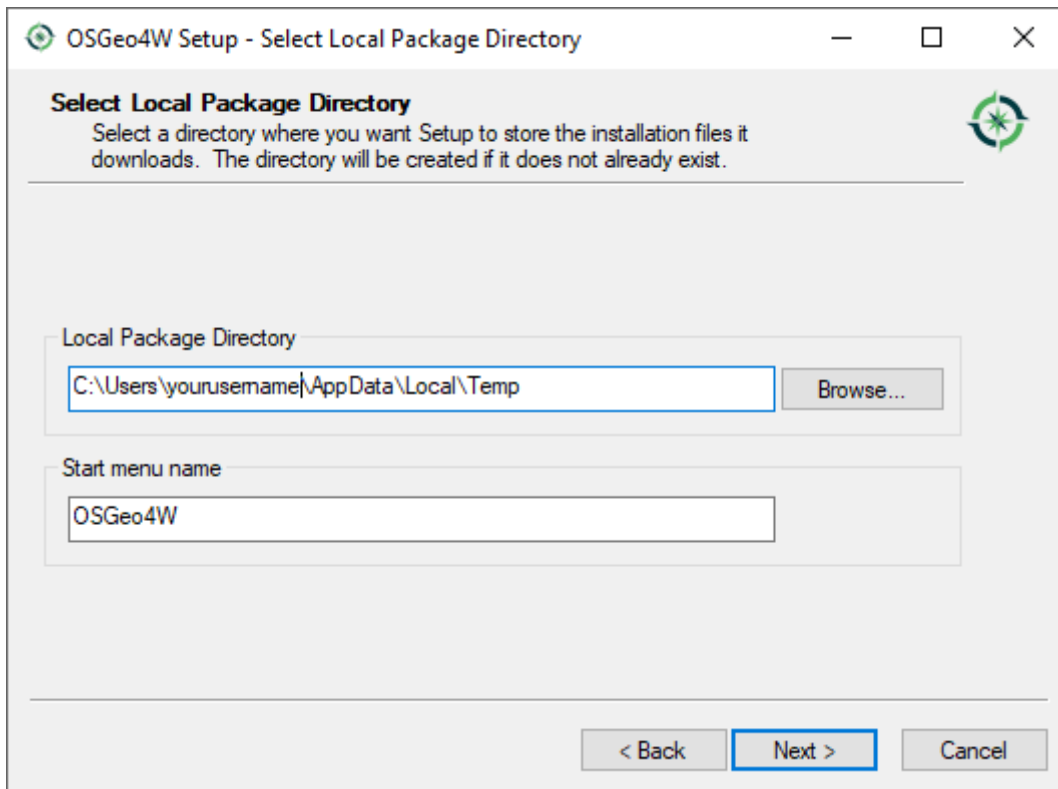 OSGeo4W Setup - Select Local Package Directory
Select Local Package Directory
Select a directory where you want Setup to store the installation files it
downloads.  The directory will be created if it does not already exist.
Local Package Directory
C:\Users\yourusername\AppData\Local\Temp
Browse...
Start menu name
OSGeo4W
< Back
Next >
Cancel